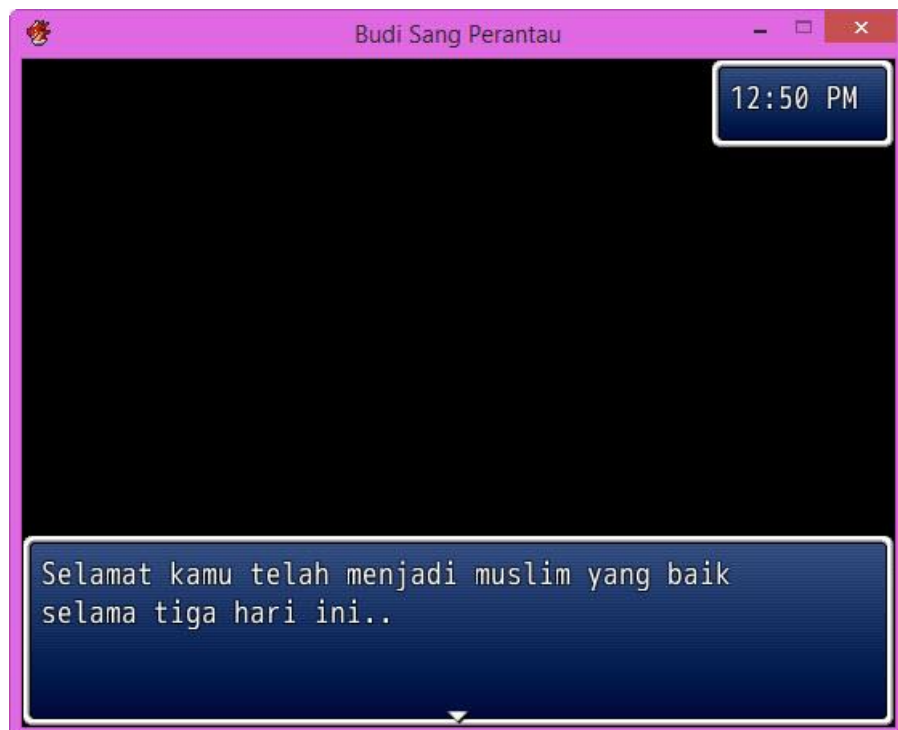 Budi Sang Perantau
12:50 PM
Selamat kamu telah menjadi muslim yang baik
selama tiga hari ini..